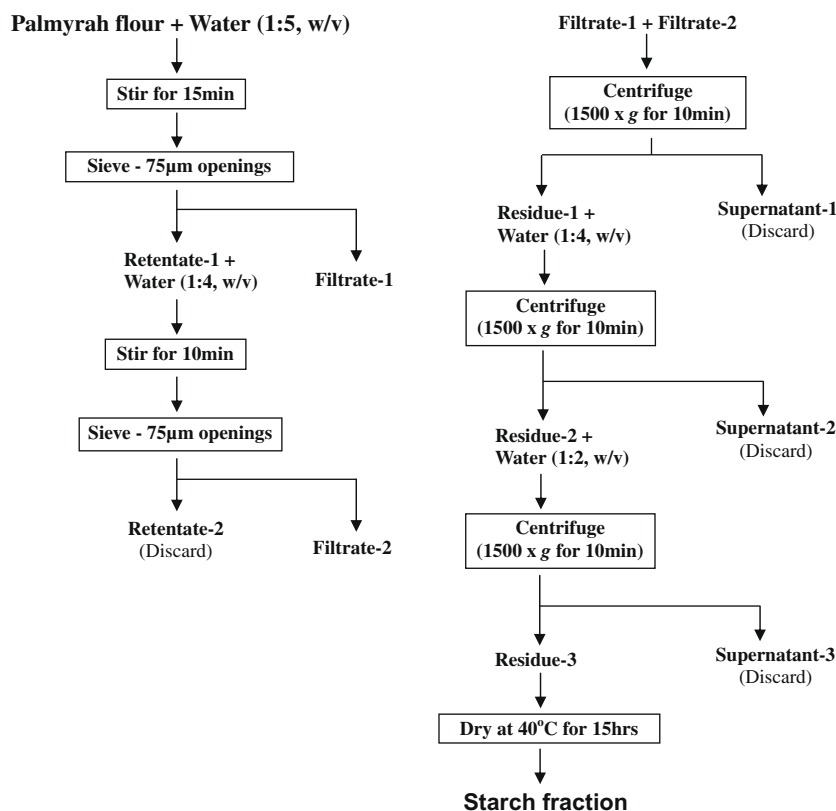 Palmyrah flour + Water (1:5, w/v)
Stir for 15min
Sieve - 75µm openings
Retentate-1 +
Water (1:4, w/v)
Filtrate-1
Stir for 10min
Sieve - 75µm openings
Retentate-2
(Discard)
Filtrate-2
Filtrate-1 + Filtrate-2
Centrifuge
(1500 x g for 10min)
Residue-1 +
Water (1:4, w/v)
Supernatant-1
(Discard)
Centrifuge
(1500 x g for 10min)
Residue-2 +
Water (1:2, w/v)
Supernatant-2
(Discard)
Centrifuge
(1500 x g for 10min)
Residue-3
Supernatant-3
(Discard)
Dry at 40°C for 15hrs
Starch fraction